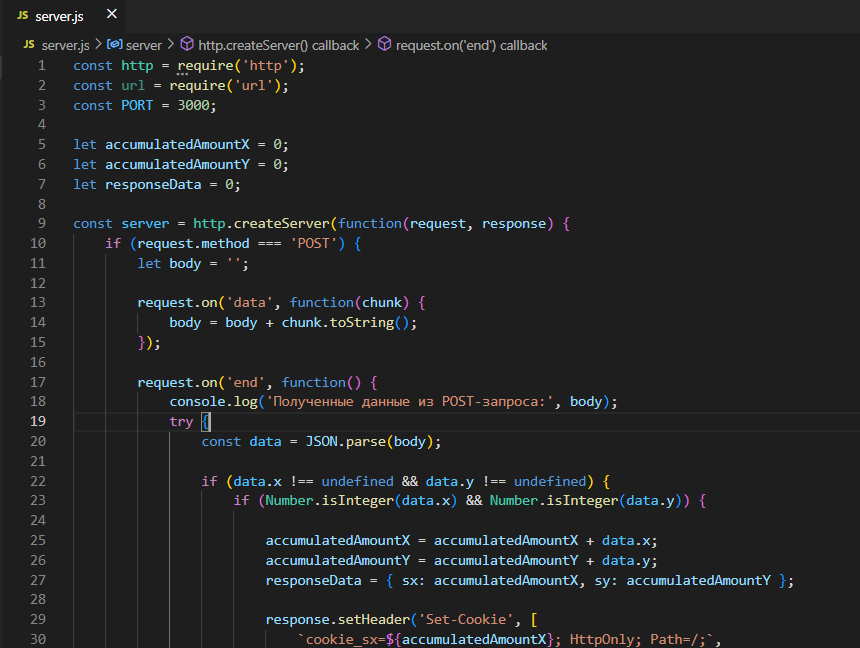 JS server.js ×
JS server.js > server > http.createServer() callback > request.on('end') callback
1 const http = require('http');
2 const url = require('url');
3 const PORT = 3000;
4
5 let accumulatedAmountX = 0;
6 let accumulatedAmountY = 0;
7 let responseData = 0;
8
9 const server = http.createServer(function(request, response) {
10 if (request.method === 'POST') {
11 let body = '';
12
13 request.on('data', function(chunk) {
14 body = body + chunk.toString();
15 });
16
17 request.on('end', function() {
18 console.log('Полученные данные из POST-запроса:', body);
19 try {
20 const data = JSON.parse(body);
21
22 if (data.x !== undefined && data.y !== undefined) {
23 if (Number.isInteger(data.x) && Number.isInteger(data.y)) {
24
25 accumulatedAmountX = accumulatedAmountX + data.x;
26 accumulatedAmountY = accumulatedAmountY + data.y;
27 responseData = { sx: accumulatedAmountX, sy: accumulatedAmountY };
28
29 response.setHeader('Set-Cookie', [
30 `cookie_sx=${accumulatedAmountX}; HttpOnly; Path=/;`,